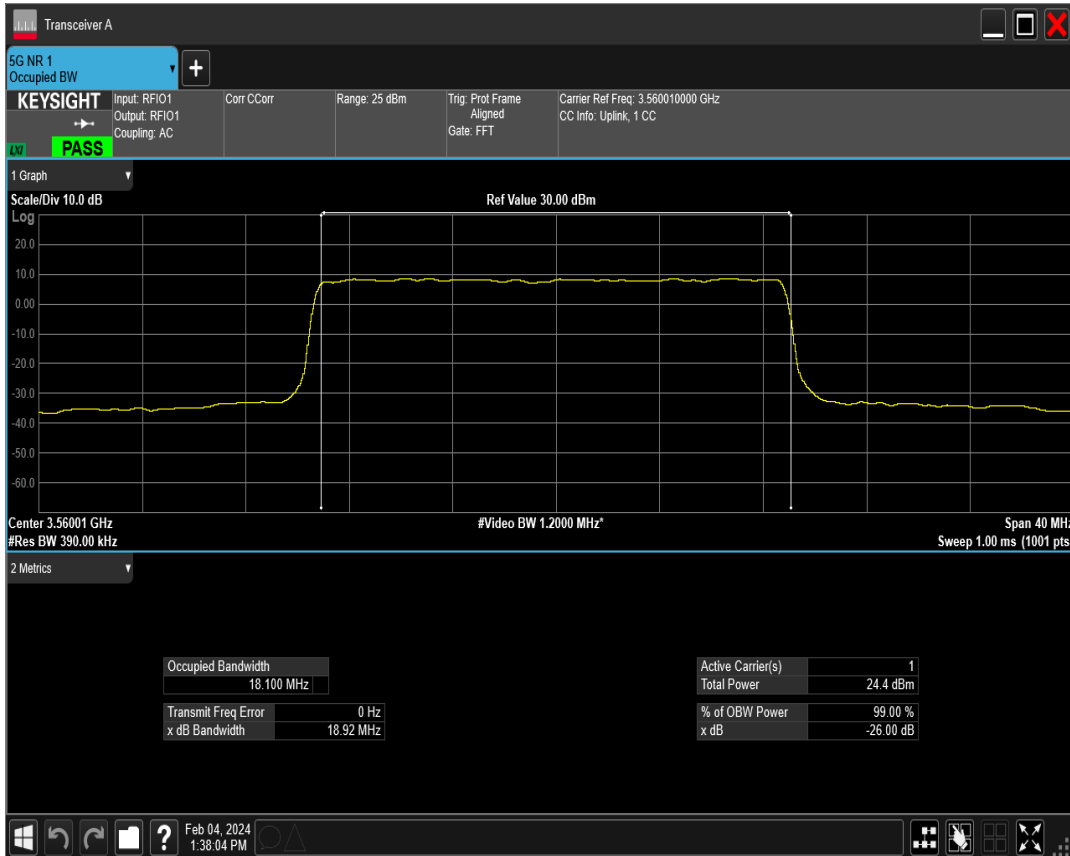 Transceiver A
5G NR 1
Occupied BW
KEYSIGHT
LXI
PASS
Input: RFIO1
Output: RFIO1
Coupling: AC
Corr CCorr
Range: 25 dBm
Trig: Prot Frame
Aligned
Gate: FFT
Carrier Ref Freq: 3.560010000 GHz
CC Info: Uplink, 1 CC
1 Graph
Scale/Div 10.0 dB
Ref Value 30.00 dBm
Log
20.0
10.0
0.00
-10.0
-20.0
-30.0
-40.0
-50.0
-60.0
Center 3.56001 GHz
#Video BW 1.2000 MHz*
Span 40 MHz
#Res BW 390.00 kHz
Sweep 1.00 ms (1001 pts
2 Metrics
Occupied Bandwidth
18.100 MHz
Transmit Freq Error 0 Hz
x dB Bandwidth 18.92 MHz
Active Carrier(s) 1
Total Power 24.4 dBm
% of OBW Power 99.00 %
x dB -26.00 dB
?
Feb 04, 2024
1:38:04 PM